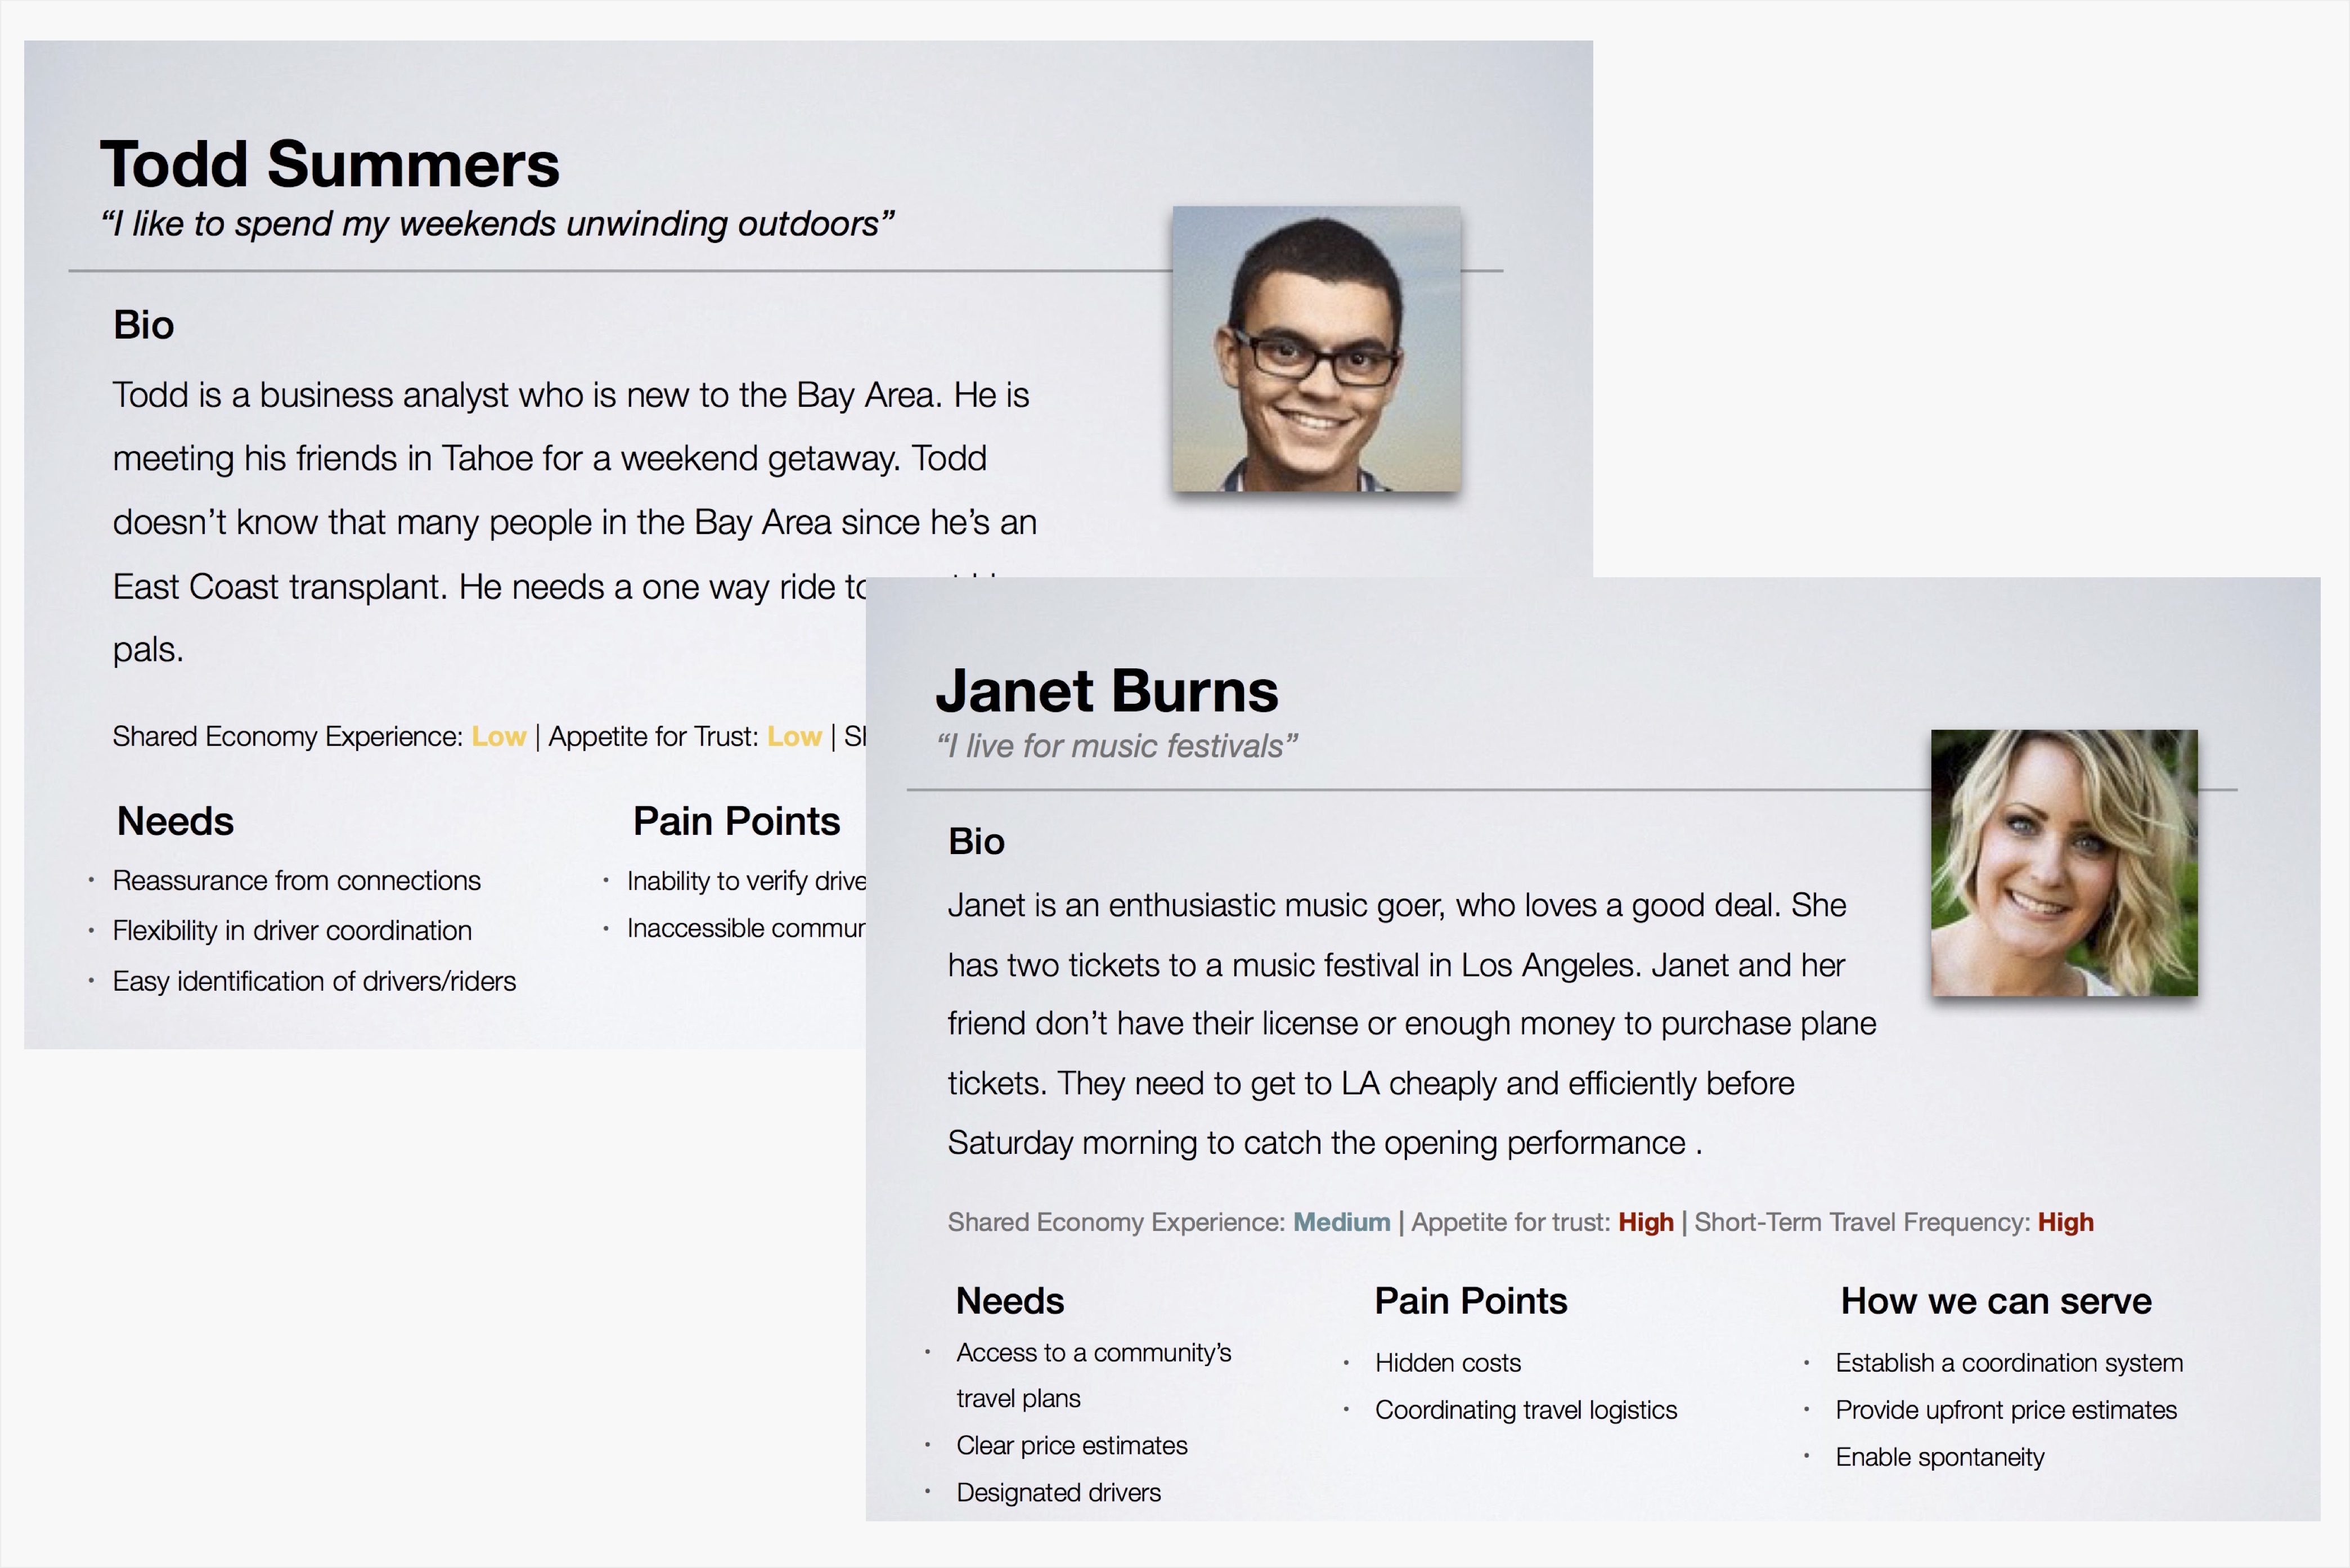 Todd Summers
“I like to spend my weekends unwinding outdoors”
Bio
Todd is a business analyst who is new to the Bay Area. He is
meeting his friends in Tahoe for a weekend getaway. Todd
doesn’t know that many people in the Bay Area since he’s an
East Coast transplant. He needs a one way ride to
pals.
Shared Economy Experience: Low | Appetite for Trust: Low |
Needs
• Reassurance from connections
• Flexibility in driver coordination
• Easy identification of drivers/riders
Pain Points
• Inability to verify
• Inaccessible
Janet Burns
“I live for music festivals”
Bio
Janet is an enthusiastic music goer, who loves a good deal. She
has two tickets to a music festival in Los Angeles. Janet and her
friend don’t have their license or enough money to purchase plane
tickets. They need to get to LA cheaply and efficiently before
Saturday morning to catch the opening performance .
Shared Economy Experience: Medium | Appetite for trust: High | Short-Term Travel Frequency: High
Needs
• Access to a community’s
travel plans
• Clear price estimates
• Designated drivers
Pain Points
• Hidden costs
• Coordinating travel logistics
How we can serve
• Establish a coordination system
• Provide upfront price estimates
• Enable spontaneity